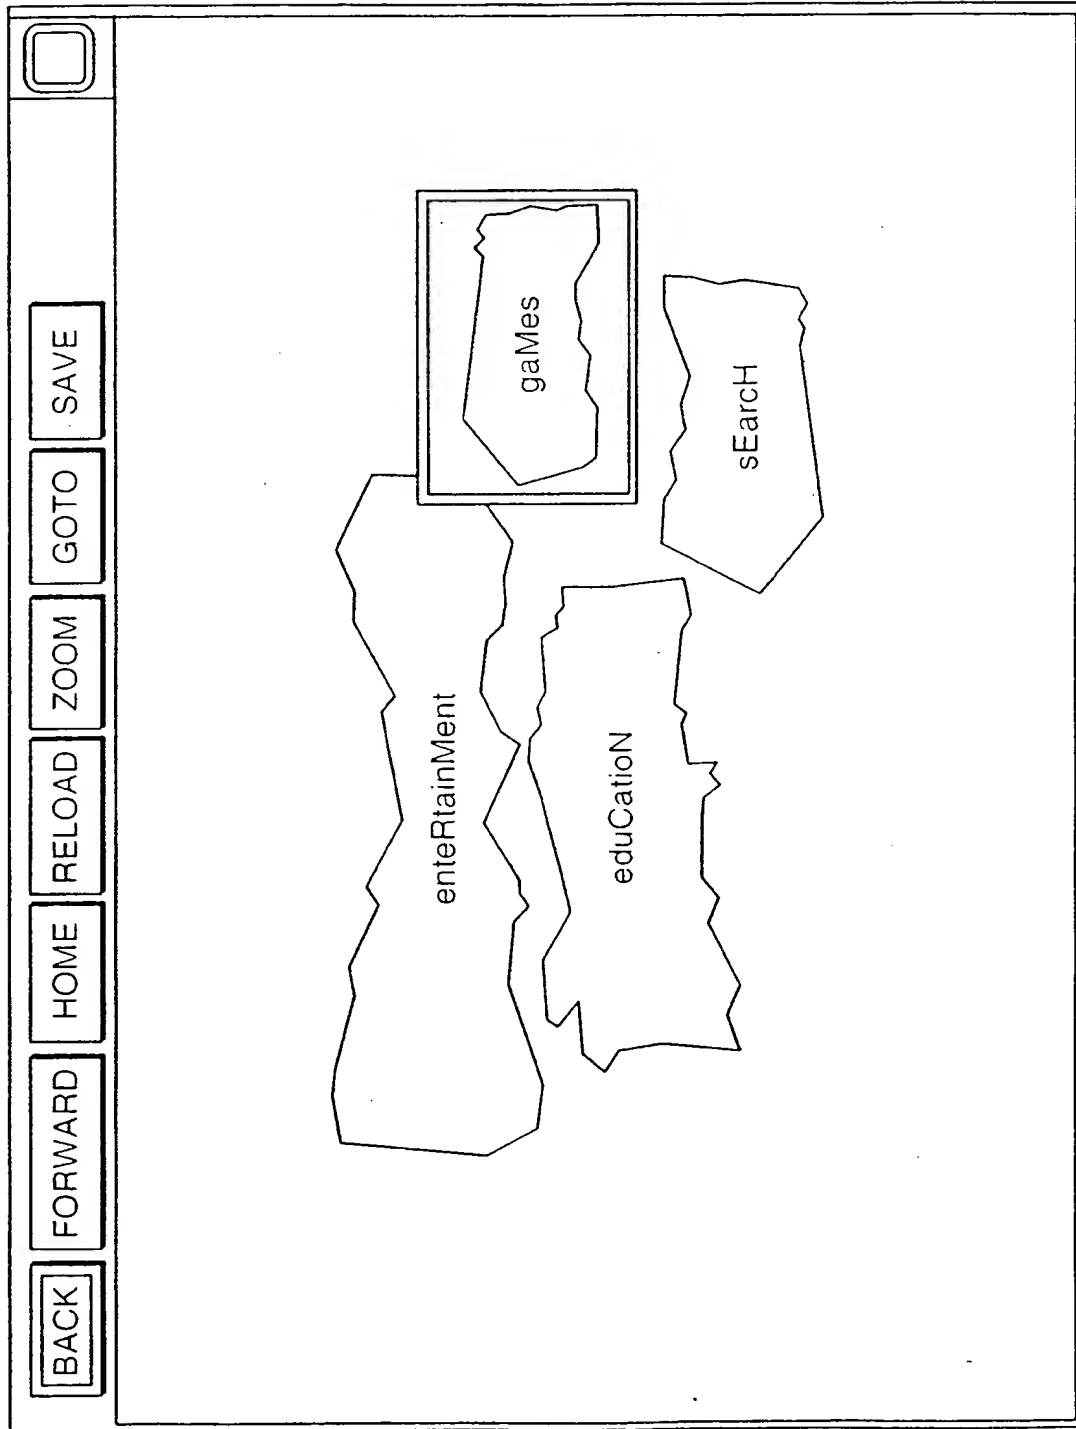 BACK FORWARD HOME RELOAD ZOOM GOTO SAVE
enteRtainMent
gaMes
eduCatioN
sEarcH